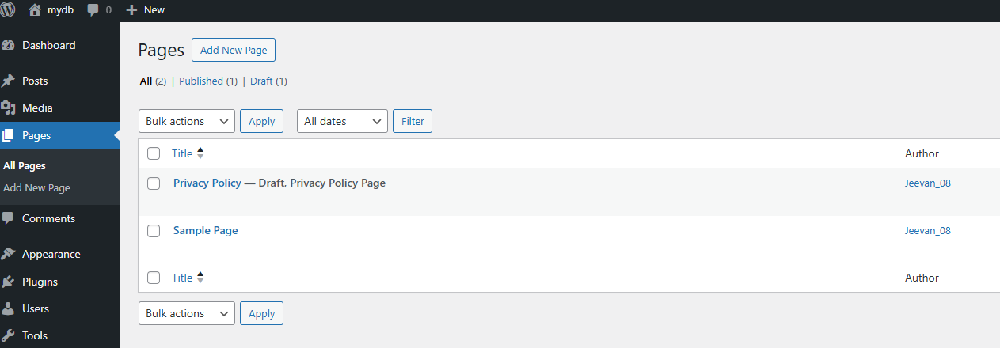 mydb 0 New
Dashboard
Posts
Media
Pages
All Pages
Add New Page
Comments
Appearance
Plugins
Users
Tools
Pages Add New Page
All (2) | Published (1) | Draft (1)
Bulk actions Apply All dates Filter
Title Author
Privacy Policy — Draft, Privacy Policy Page Jeevan_08
Sample Page Jeevan_08
Title Author
Bulk actions Apply